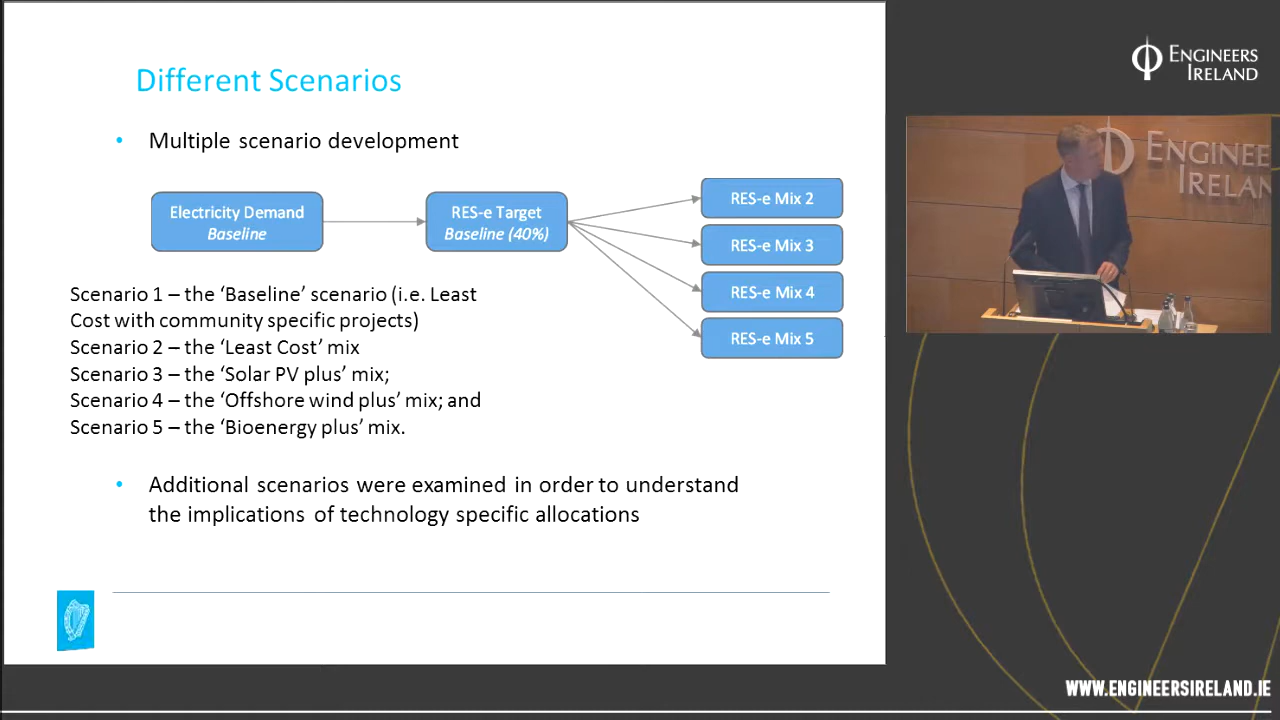 Different Scenarios
• Multiple scenario development
Electricity Demand
Baseline
RES-e Target
Baseline (40%)
RES-e Mix 2
RES-e Mix 3
RES-e Mix 4
RES-e Mix 5
Scenario 1 – the ‘Baseline’ scenario (i.e. Least
Cost with community specific projects)
Scenario 2 – the ‘Least Cost’ mix
Scenario 3 – the ‘Solar PV plus’ mix;
Scenario 4 – the ‘Offshore wind plus’ mix; and
Scenario 5 – the ‘Bioenergy plus’ mix.
• Additional scenarios were examined in order to understand
the implications of technology specific allocations
ENGINEERS
IRELAND
ENGINEE
IRELAN
WWW.ENGINEERSIRELAND.IE